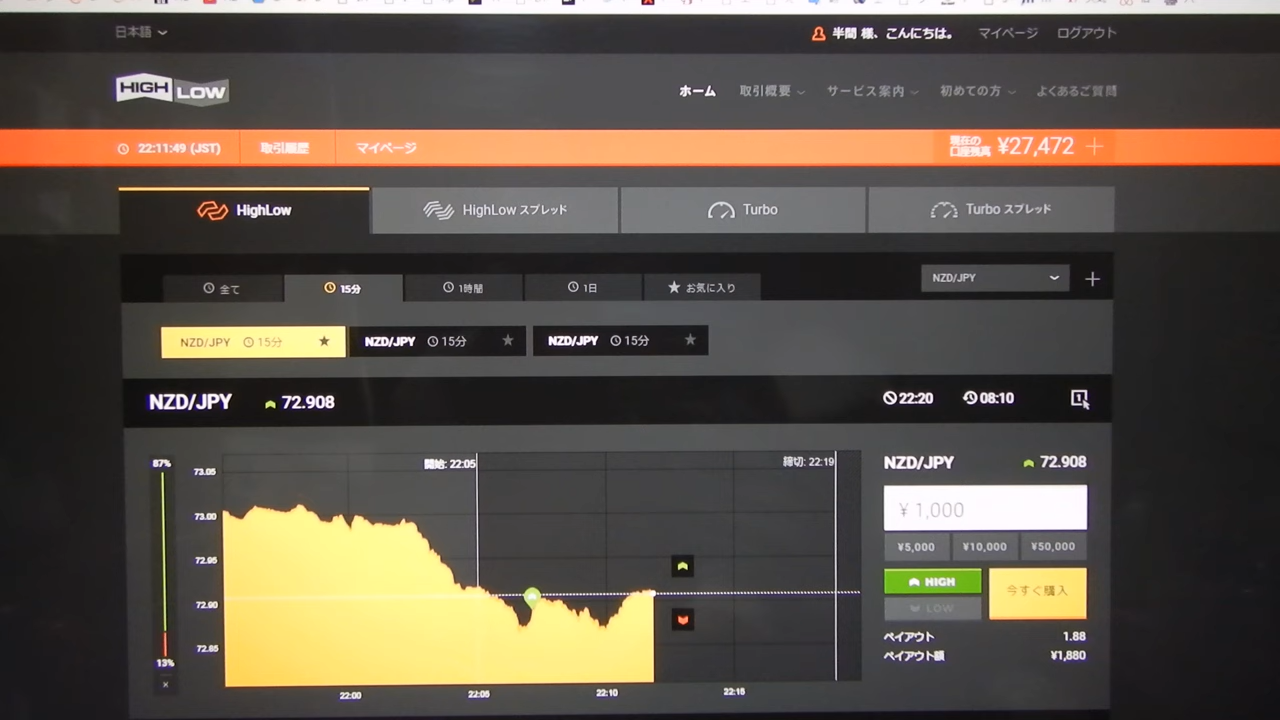 日本語
半間 様、こんにちは。 マイページ ログアウト
HIGH LOW
ホーム 取引概要 サービス案内 初めての方 よくあるご質問
22:11:49 (JST) 取引履歴 マイページ 現在の口座残高 ¥27,472
HighLow HighLow スプレッド Turbo Turbo スプレッド
全て 15分 1時間 1日 お気に入り NZD/JPY
NZD/JPY 15分 NZD/JPY 15分 NZD/JPY 15分
NZD/JPY 72.908 22:20 08:10 1
87% 73.05 開始: 22:05 締切: 22:19 NZD/JPY 72.908
¥ 1,000
73.00
¥5,000 ¥10,000 ¥50,000
72.95
HIGH 今すぐ購入
72.90 LOW
ペイアウト 1.88
72.85 ペイアウト額 ¥1,880
13%
22:00 22:05 22:10 22:15